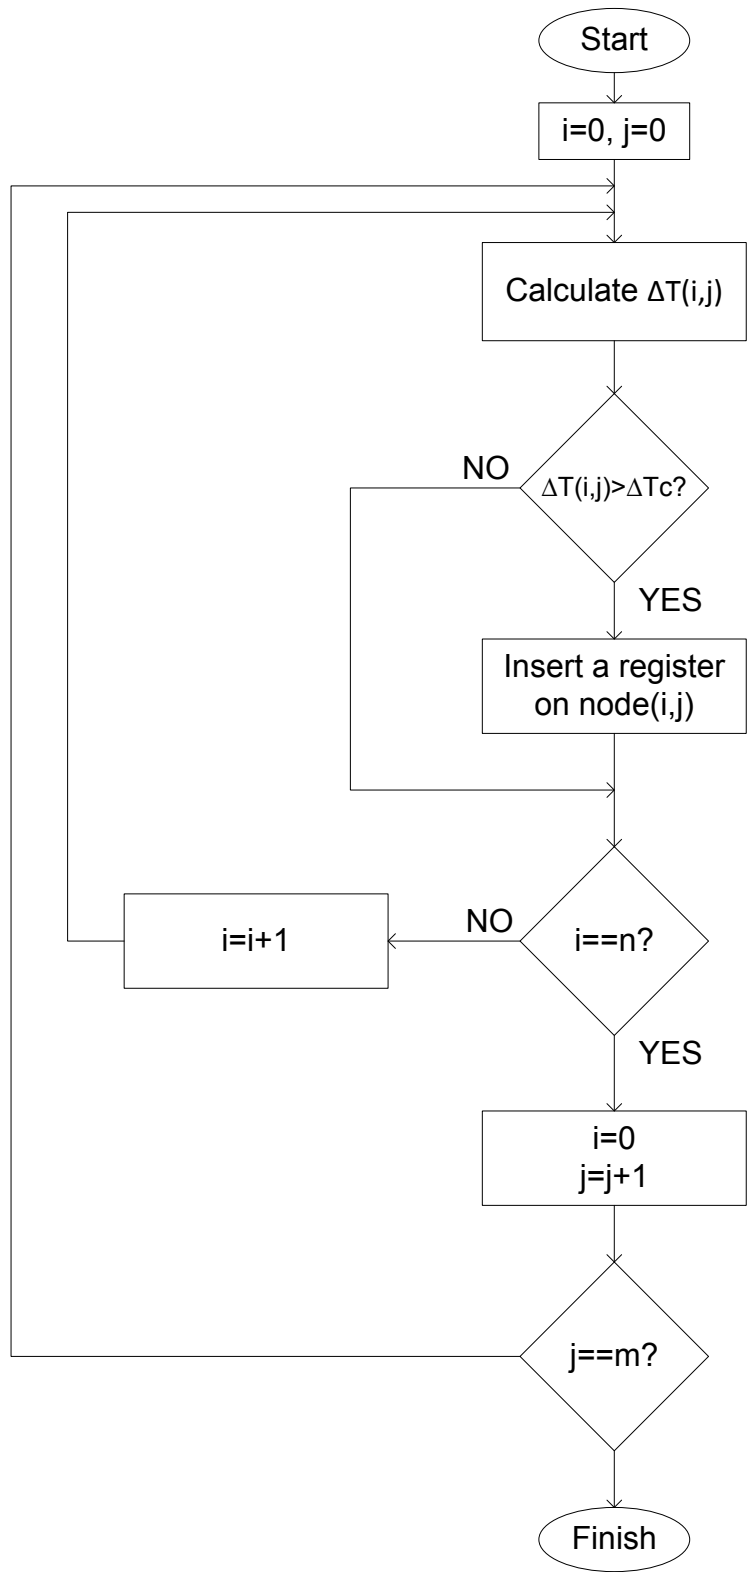 Start
i=0, j=0
Calculate ΔT(i,j)
NO
ΔT(i,j)>ΔTc?
YES
Insert a register
on node(i,j)
i=i+1
NO
i==n?
YES
i=0
j=j+1
j==m?
Finish